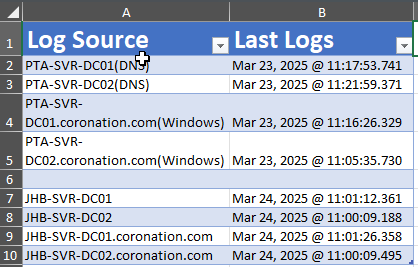 A B
1 Log Source Last Logs
2 PTA-SVR-DC01(DNS) Mar 23, 2025 @ 11:17:53.741
3 PTA-SVR-DC02(DNS) Mar 23, 2025 @ 11:21:59.371
PTA-SVR-
4 DC01.coronation.com(Windows) Mar 23, 2025 @ 11:16:26.329
PTA-SVR-
5 DC02.coronation.com(Windows) Mar 23, 2025 @ 11:05:35.730
6
7 JHB-SVR-DC01 Mar 24, 2025 @ 11:01:12.361
8 JHB-SVR-DC02 Mar 24, 2025 @ 11:00:09.188
9 JHB-SVR-DC01.coronation.com Mar 24, 2025 @ 11:01:26.358
10 JHB-SVR-DC02.coronation.com Mar 24, 2025 @ 11:00:09.495